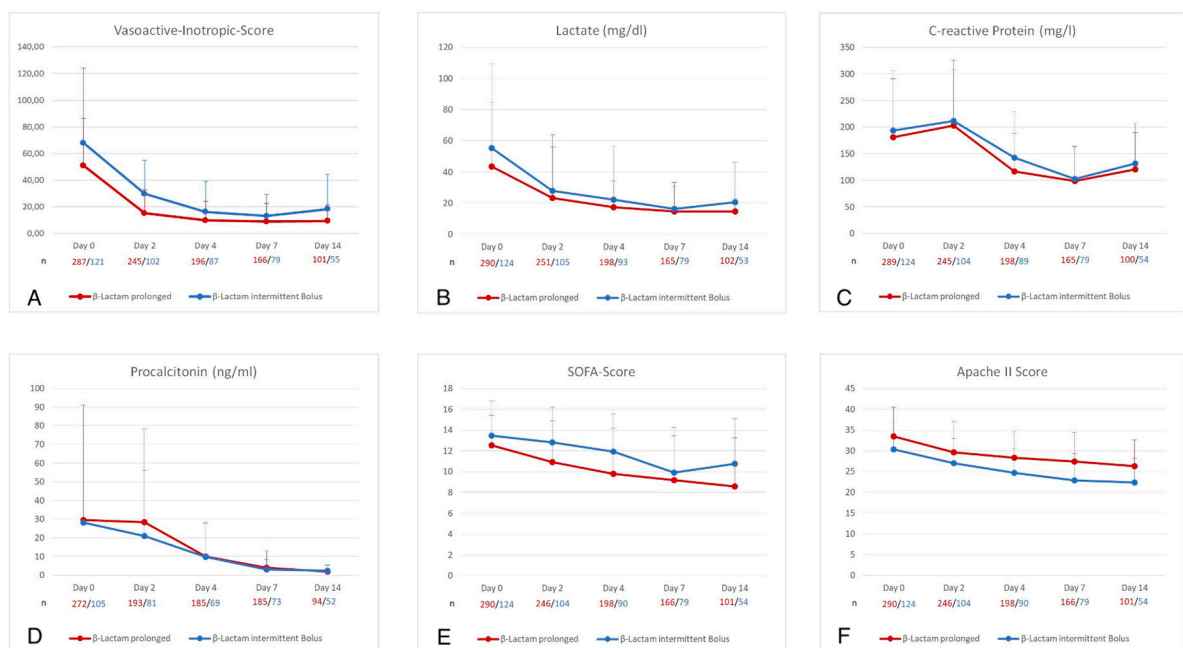 Vasoactive-Inotropic-Score
140,00
120,00
100,00
80,00
60,00
40,00
20,00
0,00
Day 0 Day 2 Day 4 Day 7 Day 14
n 287/121 245/102 196/87 166/79 101/55
A β-Lactam prolonged β-Lactam intermittent Bolus
Lactate (mg/dl)
120
100
80
60
40
20
0
Day 0 Day 2 Day 4 Day 7 Day 14
n 290/124 251/105 198/93 165/79 102/53
B β-Lactam prolonged β-Lactam intermittent Bolus
C-reactive Protein (mg/l)
350
300
250
200
150
100
50
0
Day 0 Day 2 Day 4 Day 7 Day 14
n 289/124 245/104 198/89 165/79 100/54
C β-Lactam prolonged β-Lactam intermittent Bolus
Procalcitonin (ng/ml)
100
90
80
70
60
50
40
30
20
10
0
Day 0 Day 2 Day 4 Day 7 Day 14
n 272/105 193/81 185/69 185/73 94/52
D β-Lactam prolonged β-Lactam intermittent Bolus
SOFA-Score
18
16
14
12
10
8
6
4
2
0
Day 0 Day 2 Day 4 Day 7 Day 14
n 290/124 246/104 198/90 166/79 101/54
E β-Lactam prolonged β-Lactam intermittent Bolus
Apache II Score
45
40
35
30
25
20
15
10
5
0
Day 0 Day 2 Day 4 Day 7 Day 14
n 290/124 246/104 198/90 166/79 101/54
F β-Lactam prolonged β-Lactam intermittent Bolus